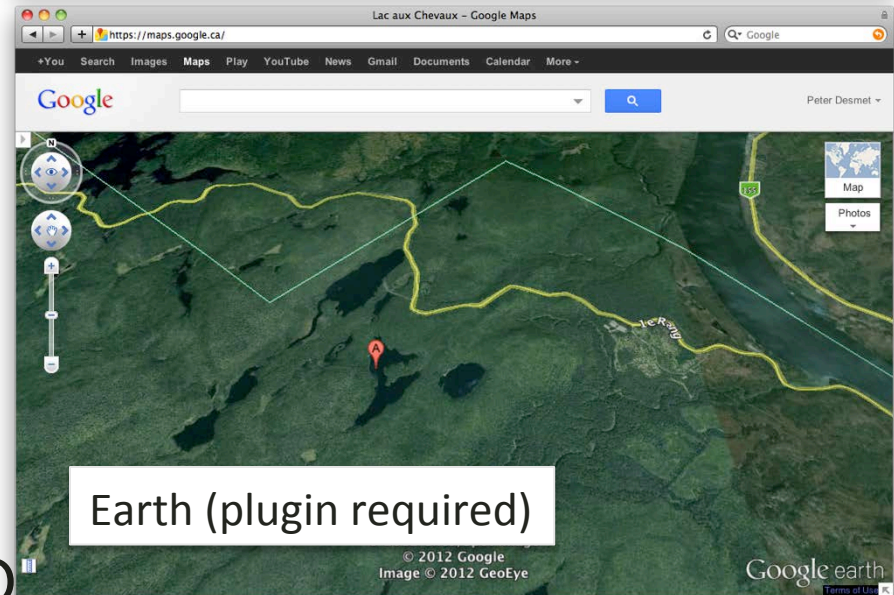 Lac aux Chevaux – Google Maps
https://maps.google.ca/
Google
+You Search Images Maps Play YouTube News Gmail Documents Calendar More
Google
Peter Desmet
N
155
Map
Photos
1e Rang
A
Earth (plugin required)
© 2012 Google
Image © 2012 GeoEye
Google earth
Terms of Use